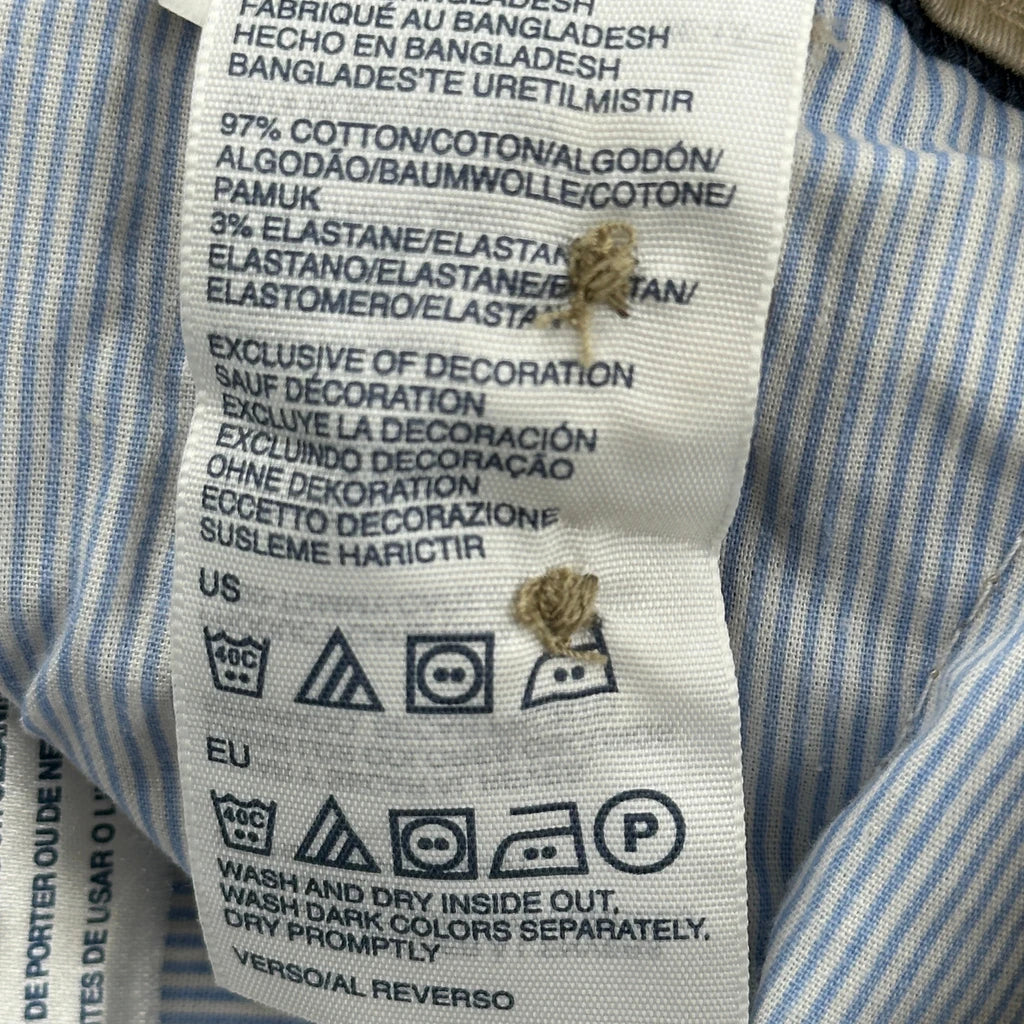 BANGLADESH
FABRIQUÉ AU BANGLADESH
HECHO EN BANGLADESH
BANGLADES'TE URETILMISTIR
97% COTTON/COTON/ALGODÓN/
ALGODÃO/BAUMWOLLE/COTONE/
PAMUK
3% ELASTANE/ELASTAN
ELASTANO/ELASTANE/E TAN/
ELASTOMERO/ELASTA
EXCLUSIVE OF DECORATION
SAUF DÉCORATION
EXCLUYE LA DECORACIÓN
EXCLUINDO DECORAÇÃO
OHNE DEKORATION
ECCETTO DECORAZIONE
SUSLEME HARICTIR
US
40C
EU
40C
P
WASH AND DRY INSIDE OUT,
WASH DARK COLORS SEPARATELY.
DRY PROMPTLY
VERSO/AL REVERSO
DE PORTER OU DE NE
DE USAR O